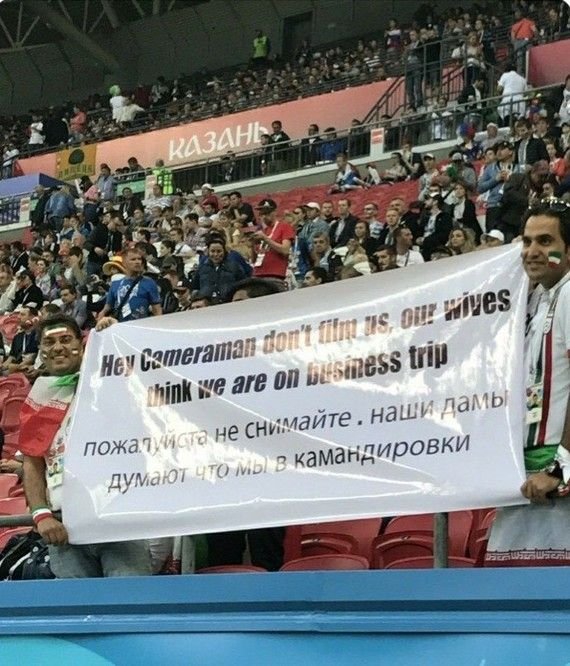 КАЗАНЬ
Hey Cameraman don't film us, our wives
think we are on business trip
пожалуйста не снимайте . наши дамы
думают что мы в камандировки